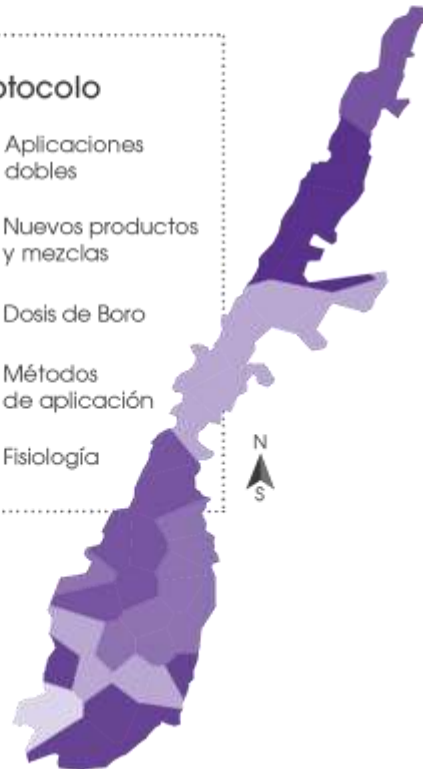 otocolo
Aplicaciones
dobles
Nuevos productos
y mezclas
Dosis de Boro
Métodos
de aplicación
Fisiología
N
S